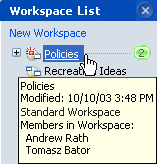 Workspace List
New Workspace
Policies
2
Recreation Ideas
Policies
Modified: 10/10/03 3:48 PM
Standard Workspace
Members in Workspace:
Andrew Rath
Tomasz Bator